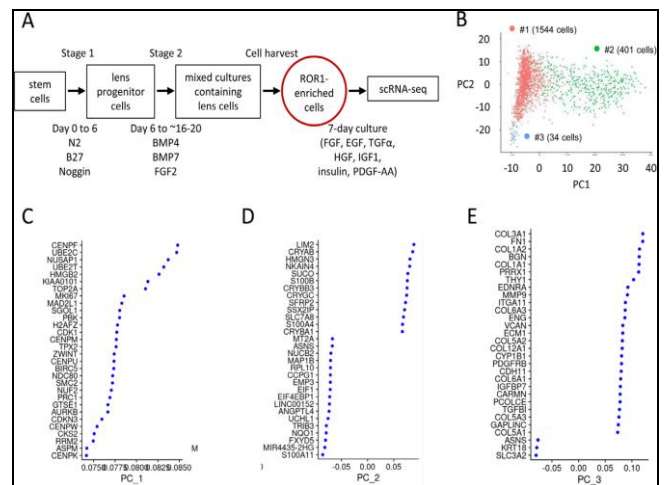 A
Stage 1
Stage 2
Cell harvest
stem
cells
lens
progenitor
cells
mixed cultures
containing
lens cells
ROR1-
enriched
cells
scRNA-seq
Day 0 to 6
N2
B27
Noggin
Day 6 to ~16-20
BMP4
BMP7
FGF2
7-day culture
(FGF, EGF, TGFα,
HGF, IGF1,
insulin, PDGF-AA)
B
#1 (1544 cells)
#2 (401 cells)
#3 (34 cells)
PC2
20
10
0
-10
-20
-10 0 10 20 30 40
PC1
C
CENPF
UBE2C
NUSAP1
UBE2T
HMGB2
KIAA0101
TOP2A
MKI67
MAD2L1
SGOL1
PBK
H2AFZ
CDK1
CENPM
TPX2
ZWINT
CENPU
BIRC5
NDC80
SMC2
NUF2
PRC1
GTSE1
AURKB
CDKN3
CENPW
CKS2
RRM2
ASPM
CENPK
M
0.0750 0.0775 0.0800 0.0825 0.0850
PC_1
D
LIM2
CRYAB
HMGN3
NKAIN4
SUCO
S100B
CRYBB3
CRYGC
SFRP2
SSX2IP
SLC7A8
S100A4
CRYBA1
MT2A
ASNS
NUCB2
MAP1B
RPL10
CCPG1
EMP3
EIF1
EIF4EBP1
LINC00152
ANGPTL4
UCHL1
TRIB3
NQO1
FXYD5
MIR4435-2HG
S100A11
-0.05 0.00 0.05
PC_2
E
COL3A1
FN1
COL1A2
BGN
COL1A1
PRRX1
THY1
EDNRA
MMP9
ITGA11
COL6A3
ENG
VCAN
ECM1
COL5A2
COL12A1
CYP1B1
PDGFRB
CDH11
COL6A1
IGFBP7
CARMN
PCOLCE
TGFBI
COL5A3
GAPLINC
COL5A1
ASNS
KRT18
SLC3A2
-0.05 0.00 0.05 0.10
PC_3